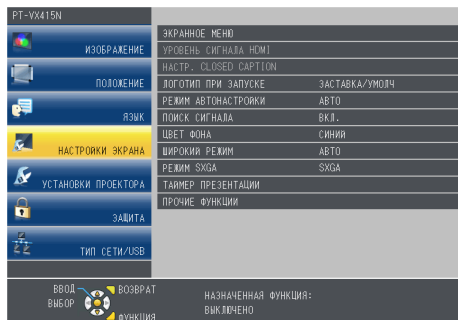 PT-VX415N
ИЗОБРАЖЕНИЕ
ПОЛОЖЕНИЕ
ЯЗЫК
НАСТРОЙКИ ЭКРАНА
УСТАНОВКИ ПРОЕКТОРА
ЗАЩИТА
ТИП СЕТИ/USB
ЭКРАННОЕ МЕНЮ
УРОВЕНЬ СИГНАЛА HDMI
НАСТР. CLOSED CAPTION
ЛОГОТИП ПРИ ЗАПУСКЕ ЗАСТАВКА/УМОЛЧ
РЕЖИМ АВТОНАСТРОЙКИ АВТО
ПОИСК СИГНАЛА ВКЛ.
ЦВЕТ ФОНА СИНИЙ
ШИРОКИЙ РЕЖИМ АВТО
РЕЖИМ SXGA SXGA
ТАЙМЕР ПРЕЗЕНТАЦИИ
ПРОЧИЕ ФУНКЦИИ
ВВОД ВОЗВРАТ
ВЫБОР
ФУНКЦИЯ
НАЗНАЧЕННАЯ ФУНКЦИЯ:
ВЫКЛЮЧЕНО